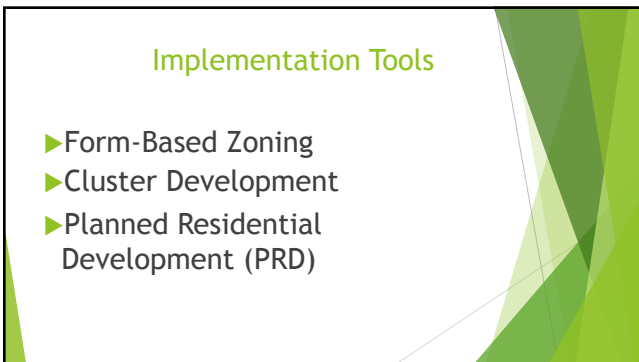 Implementation Tools
Form-Based Zoning
Cluster Development
Planned Residential
Development (PRD)